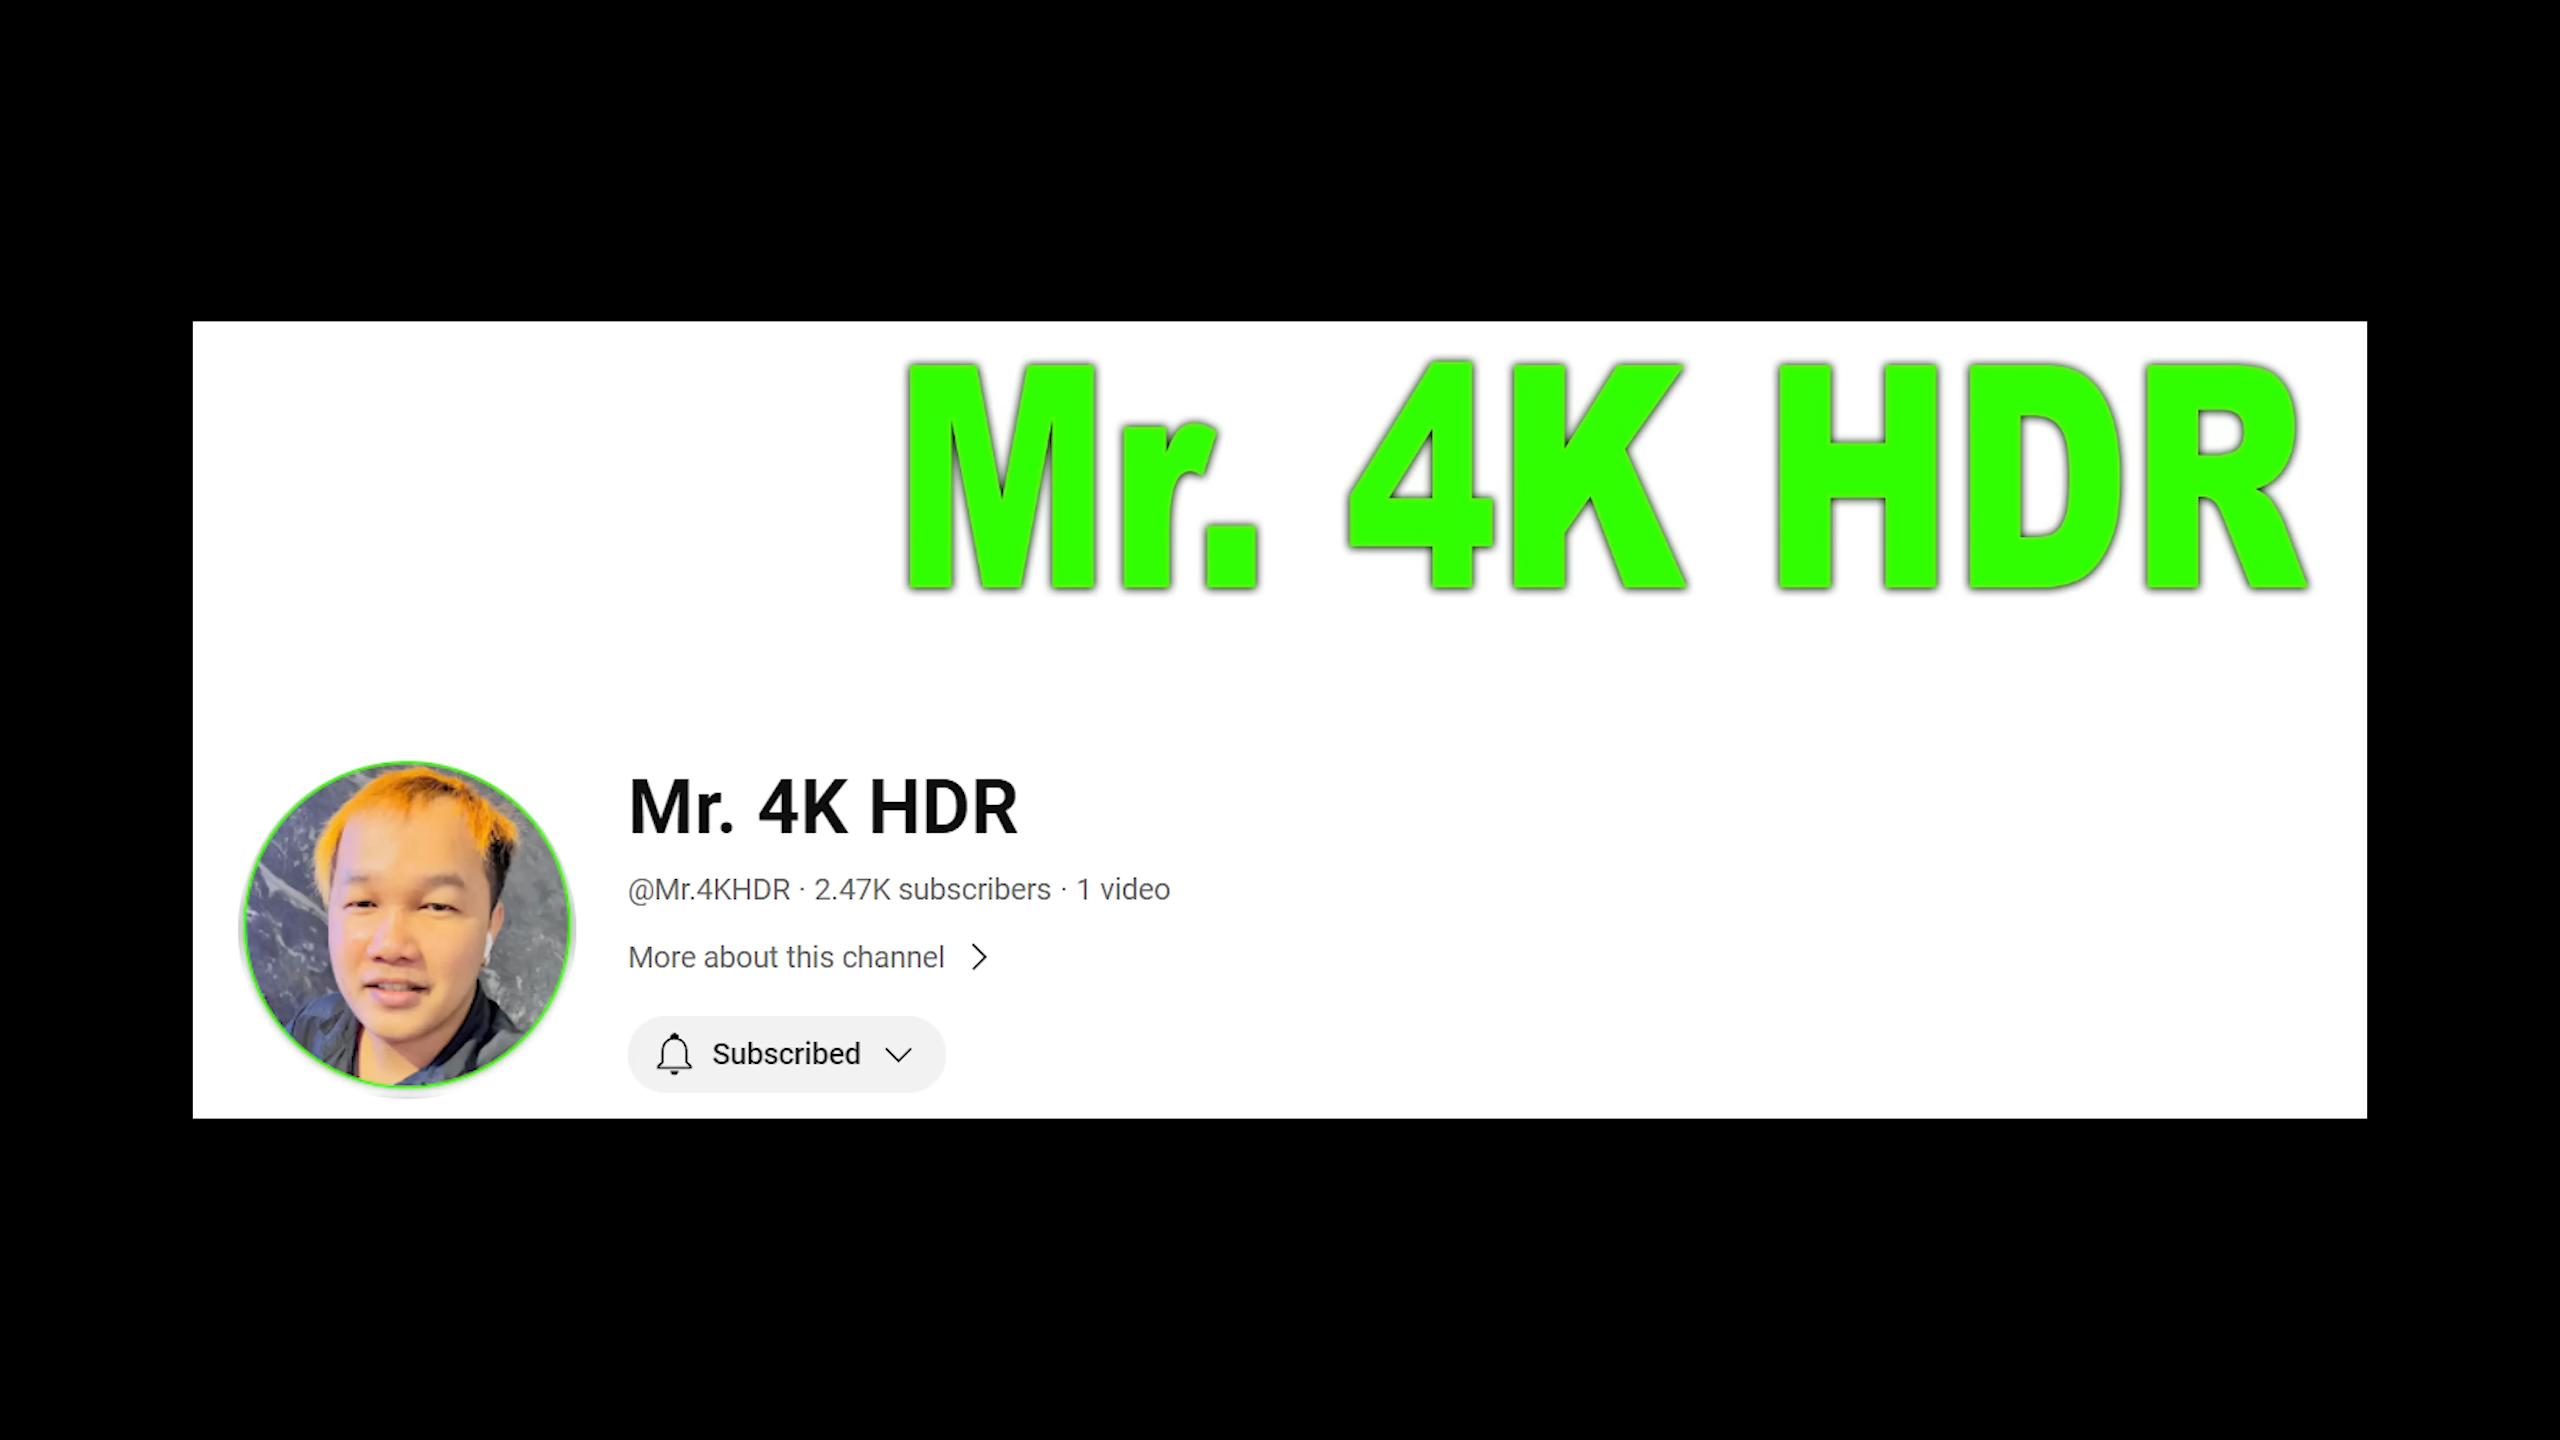 Mr. 4K HDR
Mr. 4K HDR
@Mr.4KHDR · 2.47K subscribers · 1 video
More about this channel
Subscribed